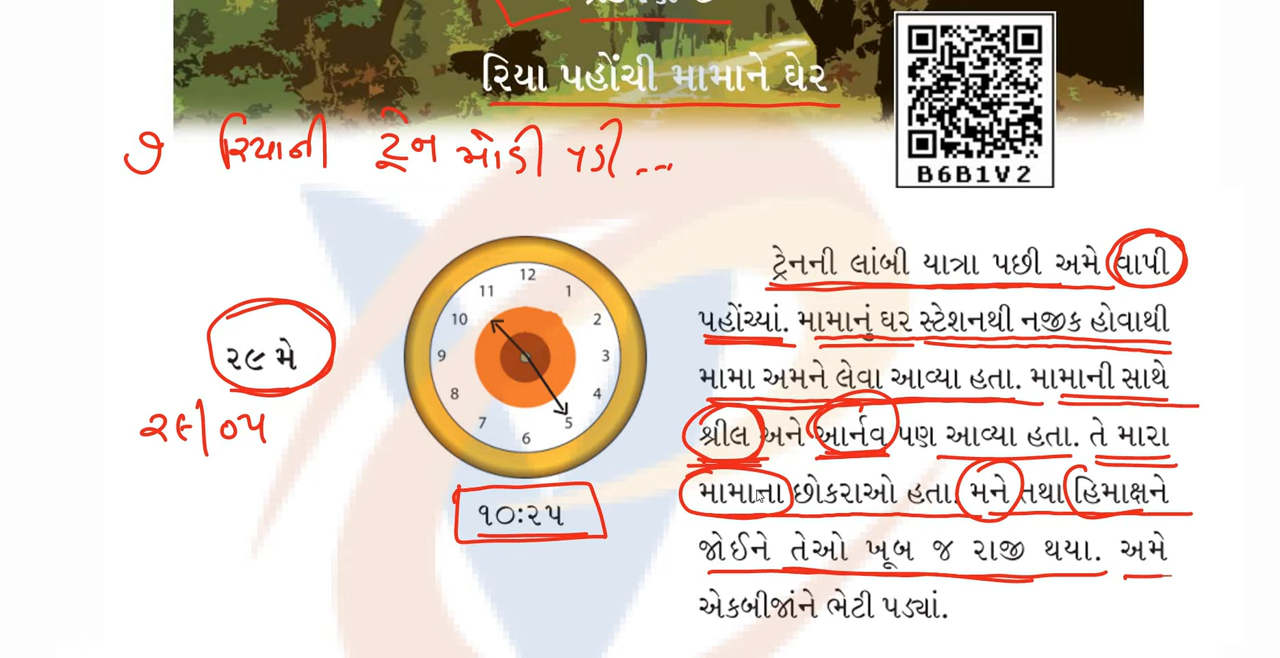 રિયા પહોંચી મામાને ઘેર
B6B1V2
૭ રિયાની ટ્રેન મોડી પડી...
ટ્રેનની લાંબી યાત્રા પછી અમે વાપી
પહોંચ્યાં. મામાનું ઘર સ્ટેશનથી નજીક હોવાથી
મામા અમને લેવા આવ્યા હતા. મામાની સાથે
શ્રીલ અને આર્નવ પણ આવ્યા હતા. તે મારા
મામાના છોકરાઓ હતા. મને તથા હિમાક્ષને
જોઈને તેઓ ખૂબ જ રાજી થયા. અમે
એકબીજાંને ભેટી પડ્યાં.
૨૯ મે
૨૯/૦૫
12
1
2
3
4
5
6
7
8
9
10
11
૧૦:૨૫